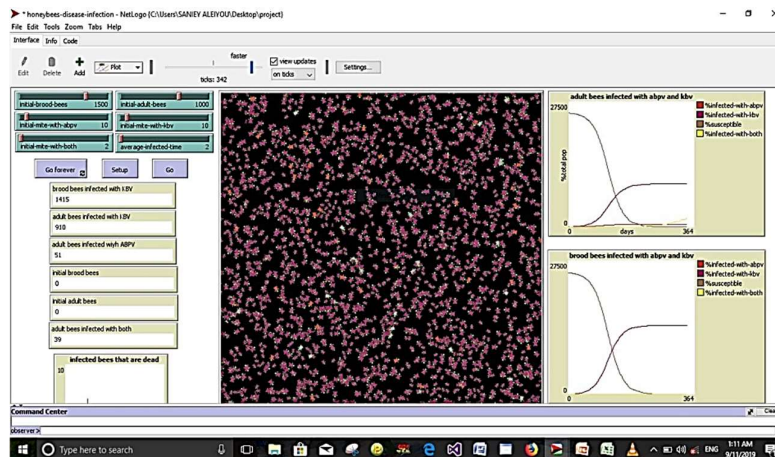 * honeybees-disease-infection - NetLogo {C:\Users\SANIEY ALEIYOU\Desktop\project}
File Edit Tools Zoom Tabs Help
Interface Info Code
Edit Delete Add
Plot
faster
ticks: 342
view updates
on ticks
Settings...
initial-brood-bees 1500
initial-adult-bees 1000
initial-mite-with-abpv 10
initial-mite-with-kbv 10
initial-mite-with-both 2
average-infected-time 2
Go forever
Setup
Go
brood bees infected with KBV
1415
adult bees infected with KBV
910
adult bees infected wiyh ABPV
51
initial brood bees
0
initial adult bees
0
adult bees infected with both
39
infected bees that are dead
10
adult bees infected with abpv and kbv
27500
%total pop
0
days
364
%infected-with-abpv
%infected-with-kbv
%susceptible
%infected-with-both
brood bees infected with abpv and kbv
27500
0
364
%infected-with-abpv
%infected-with-kbv
%susceptible
%infected-with-both
Command Center
Clea
observer>
Type here to search
ENG
1:11 AM
9/11/2019